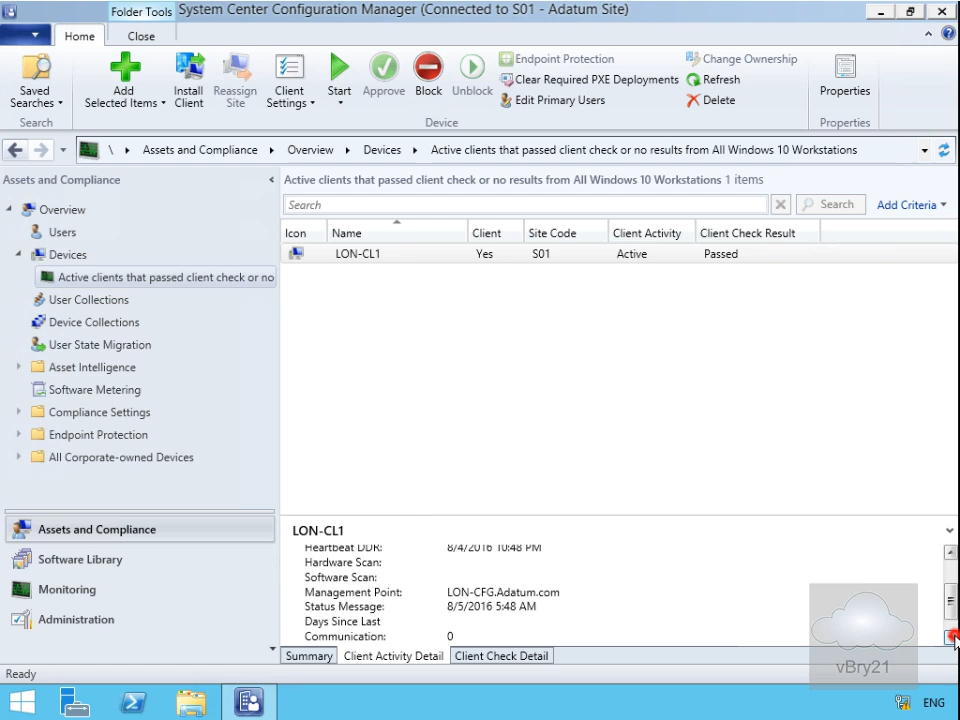 Folder Tools System Center Configuration Manager (Connected to S01 - Adatum Site)
Home Close
Saved Searches
Add Selected Items
Install Client
Reassign Site
Client Settings
Start
Approve
Block
Unblock
Endpoint Protection
Clear Required PXE Deployments
Edit Primary Users
Change Ownership
Refresh
Delete
Properties
Search Device Properties
\ Assets and Compliance Overview Devices Active clients that passed client check or no results from All Windows 10 Workstations
Assets and Compliance
Overview
Users
Devices
Active clients that passed client check or no
User Collections
Device Collections
User State Migration
Asset Intelligence
Software Metering
Compliance Settings
Endpoint Protection
All Corporate-owned Devices
Assets and Compliance
Software Library
Monitoring
Administration
Active clients that passed client check or no results from All Windows 10 Workstations 1 items
Search Search Add Criteria
Icon Name Client Site Code Client Activity Client Check Result
LON-CL1 Yes S01 Active Passed
LON-CL1
Heartbeat DDR: 8/4/2016 10:48 PM
Hardware Scan:
Software Scan:
Management Point: LON-CFG.Adatum.com
Status Message: 8/5/2016 5:48 AM
Days Since Last
Communication: 0
Summary Client Activity Detail Client Check Detail
vBry21
Ready
ENG